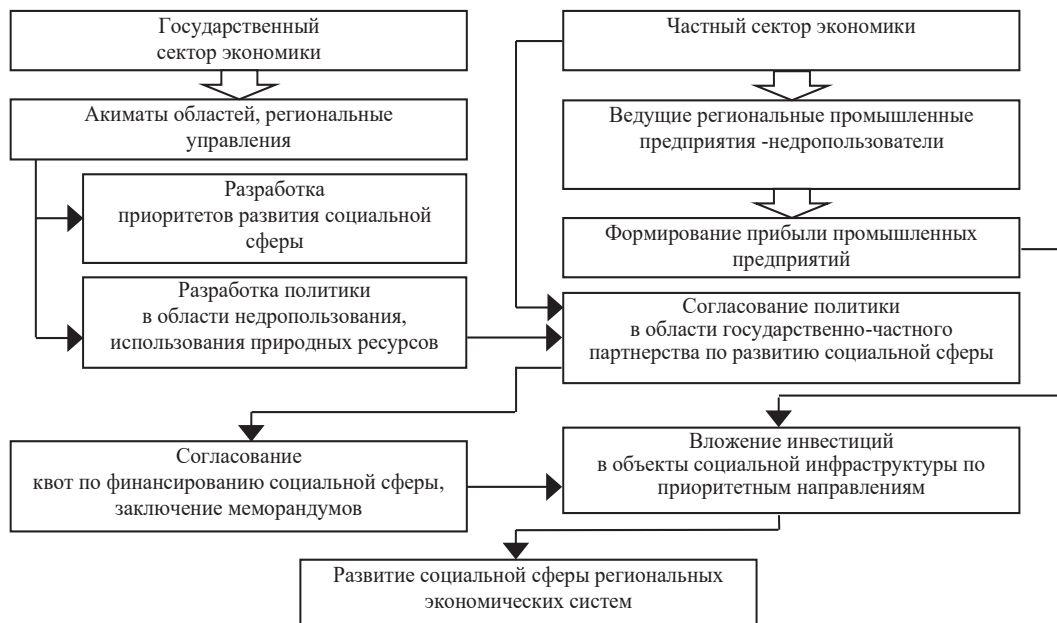 Государственный
сектор экономики
Частный сектор экономики
Акиматы областей, региональные
управления
Ведущие региональные промышленные
предприятия -недропользователи
Разработка
приоритетов развития социальной
сферы
Формирование прибыли промышленных
предприятий
Разработка политики
в области недропользования,
использования природных ресурсов
Согласование политики
в области государственно-частного
партнерства по развитию социальной сферы
Согласование
квот по финансированию социальной сферы,
заключение меморандумов
Вложение инвестиций
в объекты социальной инфраструктуры по
приоритетным направлениям
Развитие социальной сферы региональных
экономических систем